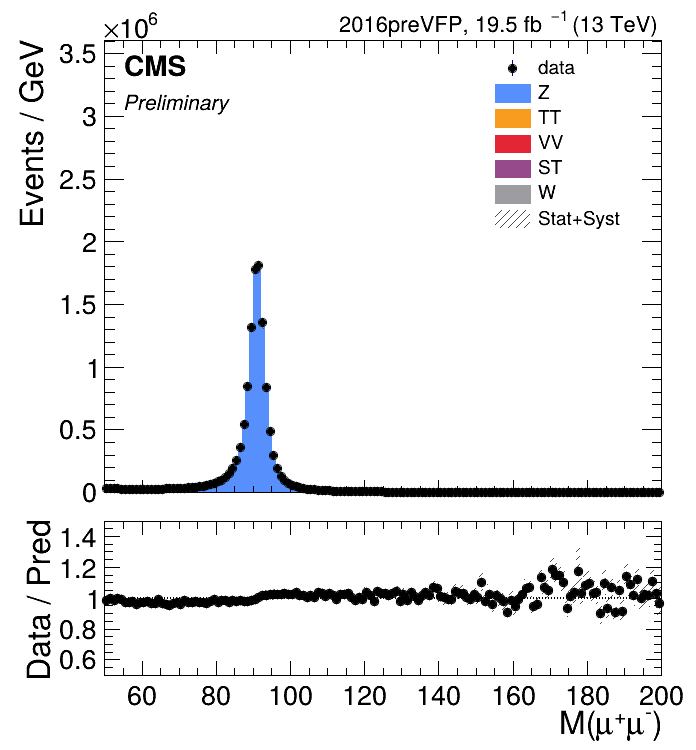 ×10⁶
2016preVFP, 19.5 fb ⁻¹ (13 TeV)
CMS
Preliminary
data
Z
TT
VV
ST
W
Stat+Syst
Events / GeV
3.5
3
2.5
2
1.5
1
0.5
0
Data / Pred
1.4
1.2
1
0.8
0.6
60 80 100 120 140 160 180 200
M(μ⁺μ⁻)